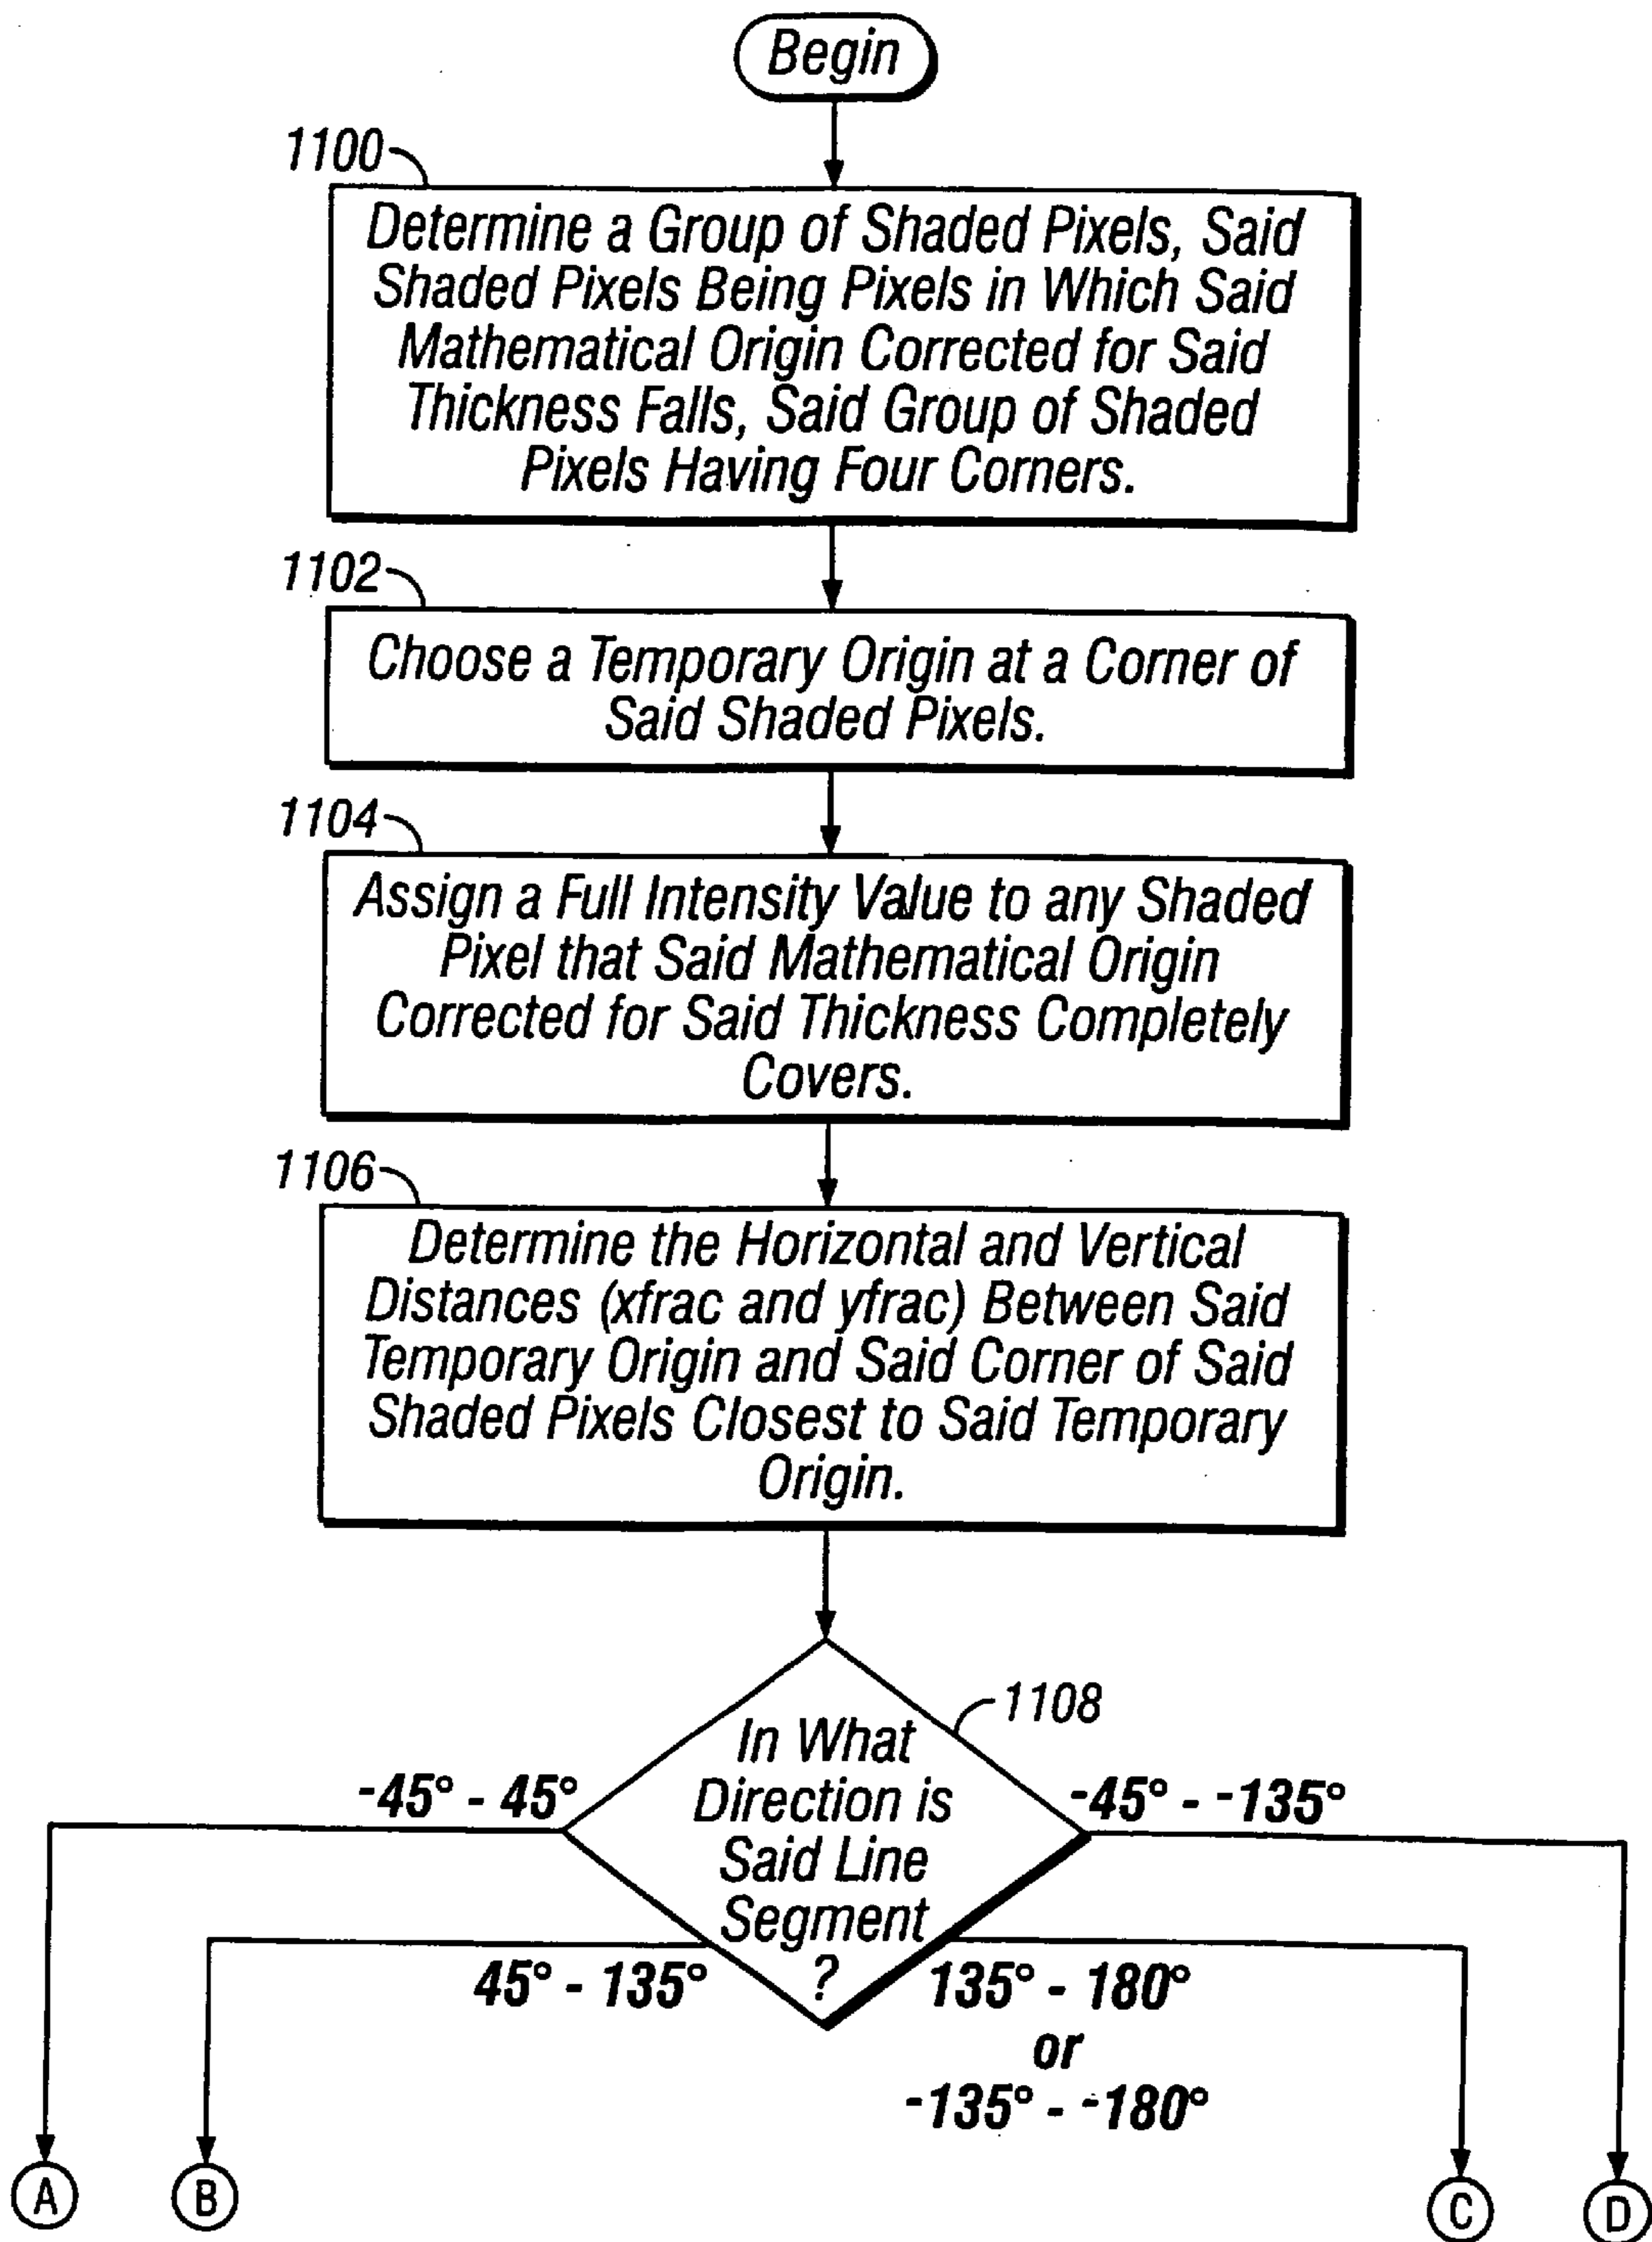 Begin
1100
Determine a Group of Shaded Pixels, Said
Shaded Pixels Being Pixels in Which Said
Mathematical Origin Corrected for Said
Thickness Falls, Said Group of Shaded
Pixels Having Four Corners.
1102
Choose a Temporary Origin at a Corner of
Said Shaded Pixels.
1104
Assign a Full Intensity Value to any Shaded
Pixel that Said Mathematical Origin
Corrected for Said Thickness Completely
Covers.
1106
Determine the Horizontal and Vertical
Distances (xfrac and yfrac) Between Said
Temporary Origin and Said Corner of Said
Shaded Pixels Closest to Said Temporary
Origin.
1108
In What
Direction is
Said Line
Segment
?
-45° - 45°
-45° - -135°
45° - 135°
135° - 180°
or
-135° - -180°
A
B
C
D